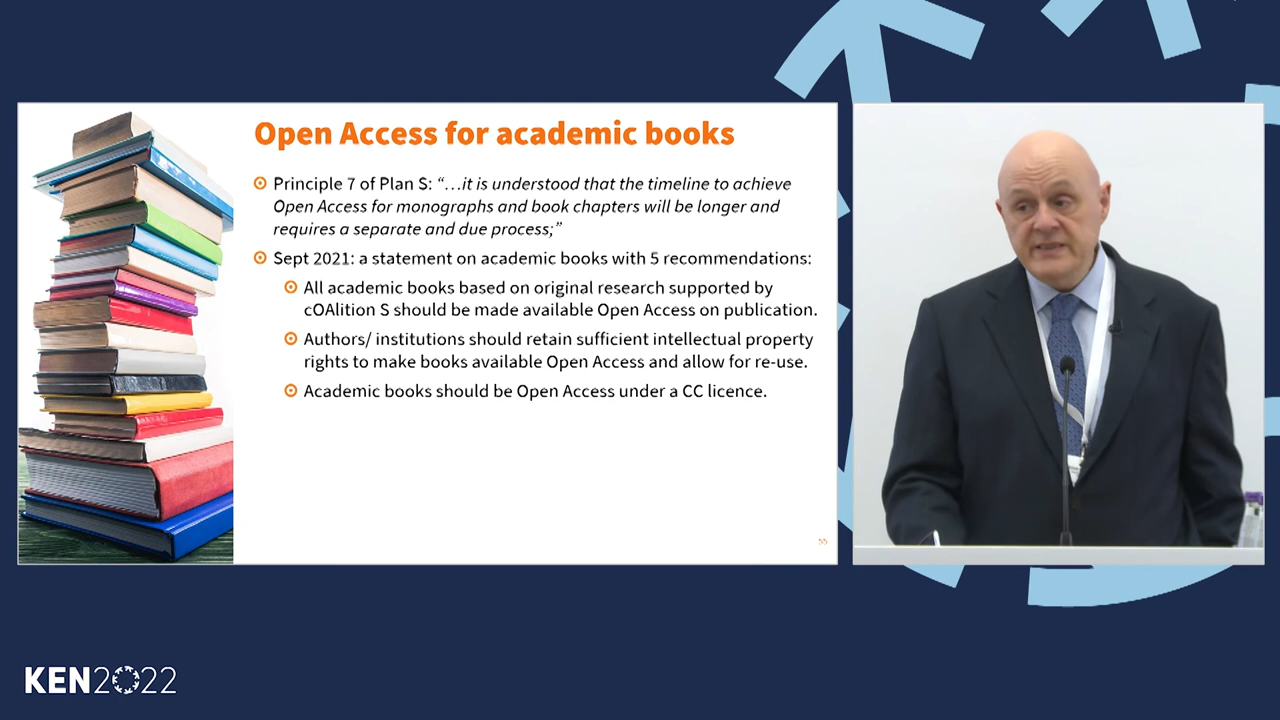 Open Access for academic books
Principle 7 of Plan S: “…it is understood that the timeline to achieve
Open Access for monographs and book chapters will be longer and
requires a separate and due process;”
Sept 2021: a statement on academic books with 5 recommendations:
All academic books based on original research supported by
cOAlition S should be made available Open Access on publication.
Authors/ institutions should retain sufficient intellectual property
rights to make books available Open Access and allow for re-use.
Academic books should be Open Access under a CC licence.
55
KEN2022